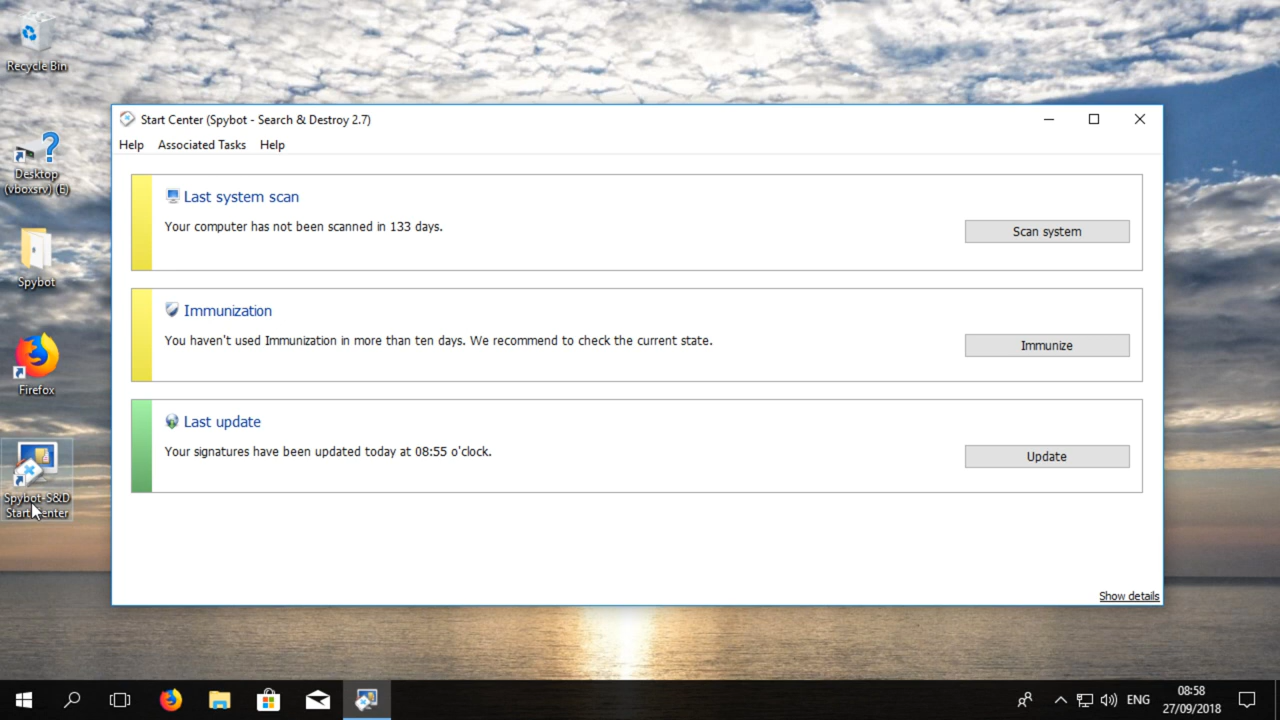 Recycle Bin
Desktop
(vboxsrv) (E)
Spybot
Firefox
Spybot-S&D
Start Center
Start Center (Spybot - Search & Destroy 2.7)
Help Associated Tasks Help
Last system scan
Your computer has not been scanned in 133 days.
Scan system
Immunization
You haven't used Immunization in more than ten days. We recommend to check the current state.
Immunize
Last update
Your signatures have been updated today at 08:55 o'clock.
Update
Show details
ENG
08:58
27/09/2018